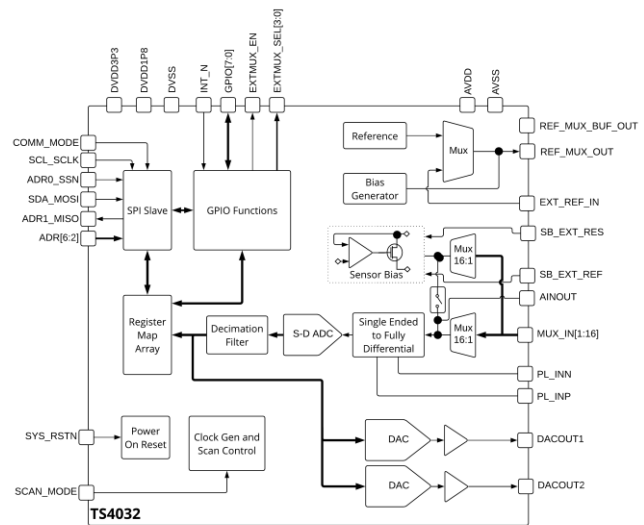 DVDD3P3
DVDD1P8
DVSS
INT_N
GPIO[7:0]
EXTMUX_EN
EXTMUX_SEL[3:0]
AVDD
AVSS
COMM_MODE
SCL_SCLK
ADR0_SSN
SDA_MOSI
ADR1_MISO
ADR[6:2]
SPI Slave
GPIO Functions
Reference
Mux
Bias
Generator
REF_MUX_BUF_OUT
REF_MUX_OUT
EXT_REF_IN
SB_EXT_RES
SB_EXT_REF
AINOUT
MUX_IN[1:16]
PL_INN
PL_INP
Sensor Bias
Mux
16:1
Mux
16:1
Register
Map
Array
Decimation
Filter
S-D ADC
Single Ended
to Fully
Differential
SYS_RSTN
Power
On Reset
Clock Gen and
Scan Control
DAC
DACOUT1
DAC
DACOUT2
SCAN_MODE
TS4032